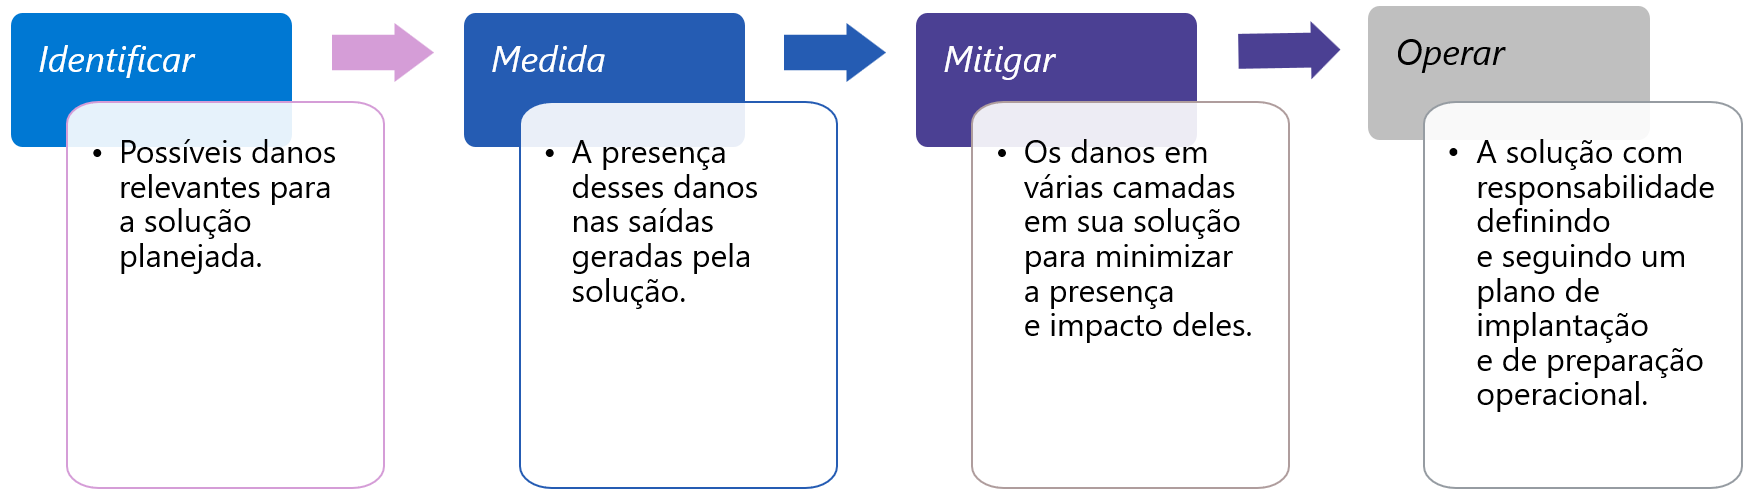 Identificar
• Possíveis danos
relevantes para
a solução
planejada.
Medida
• A presença
desses danos
nas saídas
geradas pela
solução.
Mitigar
• Os danos em
várias camadas
em sua solução
para minimizar
a presença
e impacto deles.
Operar
• A solução com
responsabilidade
definindo
e seguindo um
plano de
implantação
e de preparação
operacional.